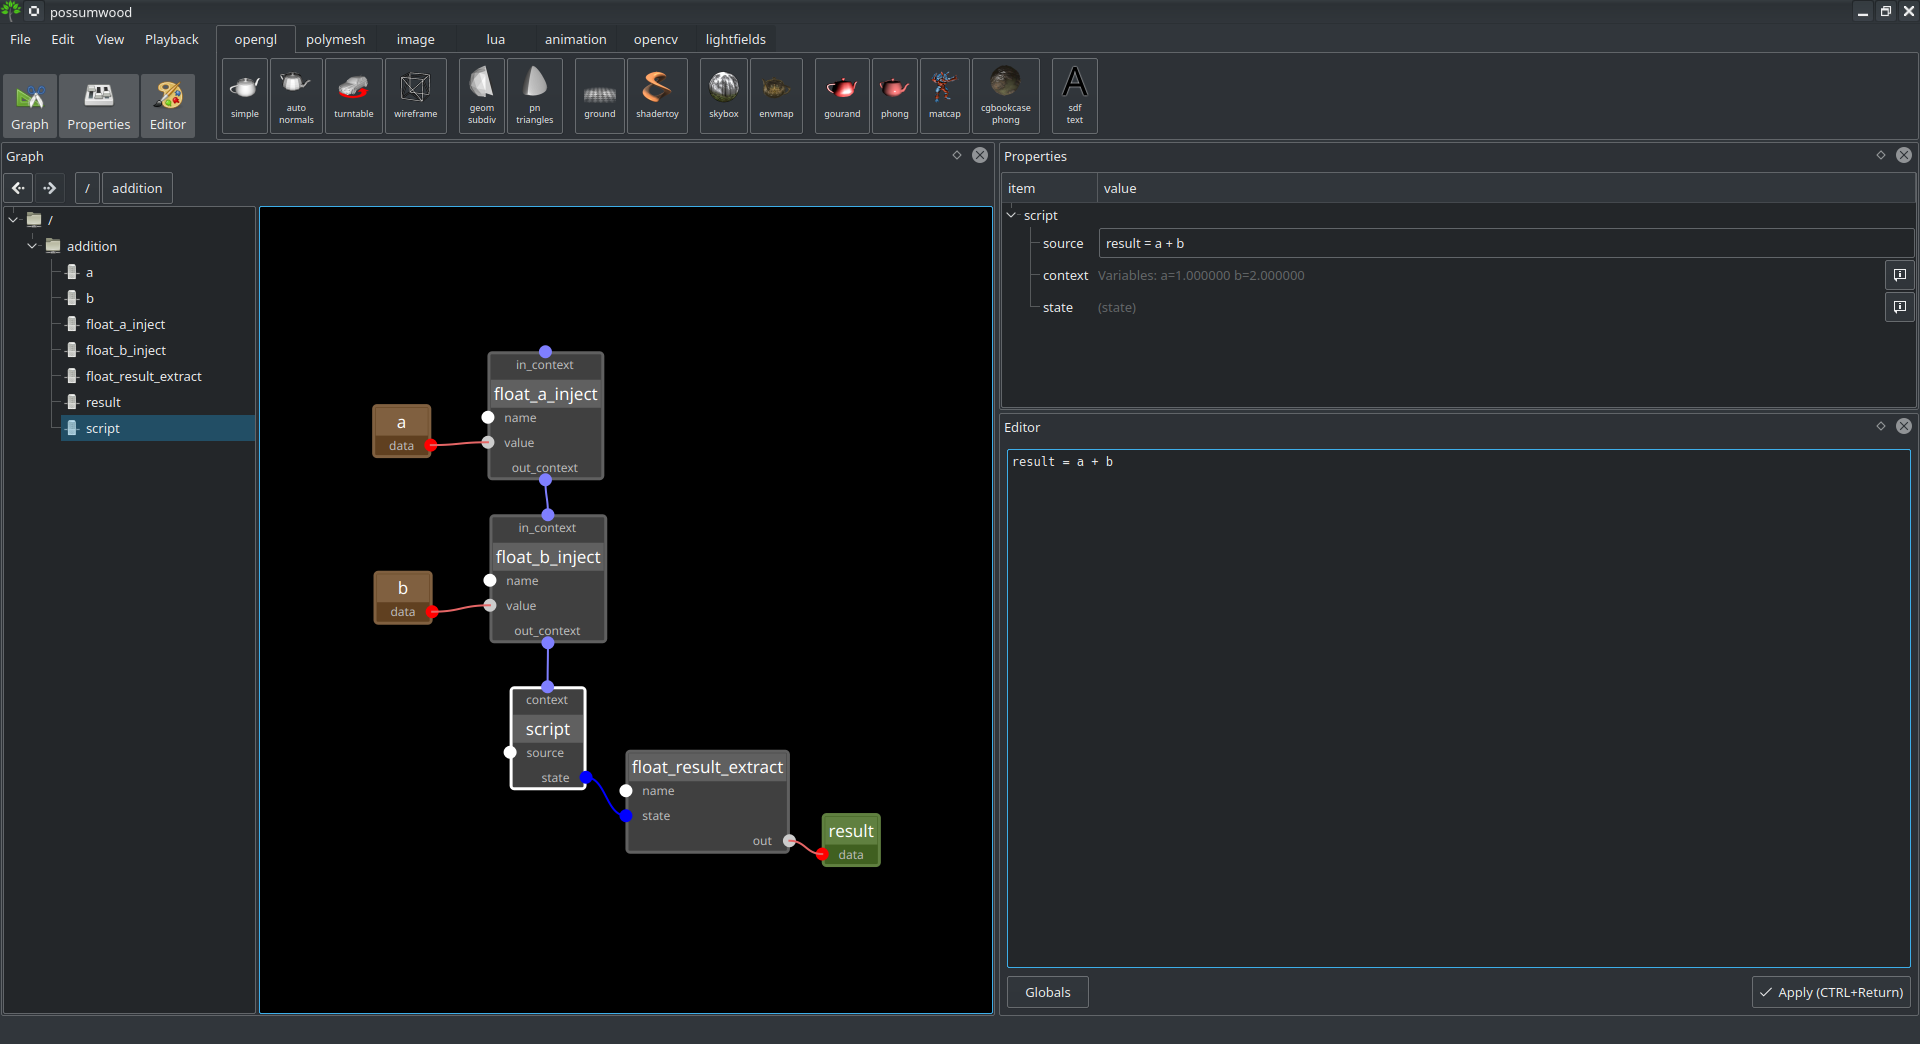 possumwood
File Edit View Playback
opengl polymesh image lua animation opencv lightfields
Graph Properties Editor
simple
auto
normals
turntable
wireframe
geom
subdiv
pn
triangles
ground
shadertoy
skybox
envmap
gourand
phong
matcap
cgbookcase
phong
sdf
text
Graph
/ addition
/
addition
a
b
float_a_inject
float_b_inject
float_result_extract
result
script
in_context
float_a_inject
name
value
out_context
a
data
in_context
float_b_inject
name
value
out_context
b
data
context
script
source
state
float_result_extract
name
state
out
result
data
Properties
item value
script
source result = a + b
context Variables: a=1.000000 b=2.000000
state (state)
Editor
result = a + b
Globals
Apply (CTRL+Return)